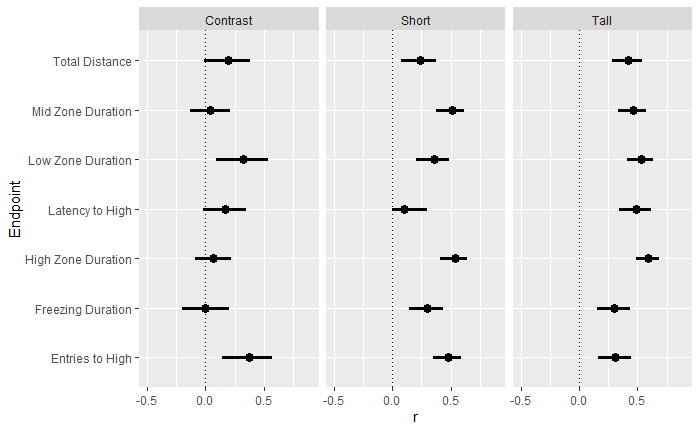 Contrast Short Tall
Total Distance
Mid Zone Duration
Low Zone Duration
Latency to High
High Zone Duration
Freezing Duration
Entries to High
Endpoint
-0.5 0.0 0.5 -0.5 0.0 0.5 -0.5 0.0 0.5
r